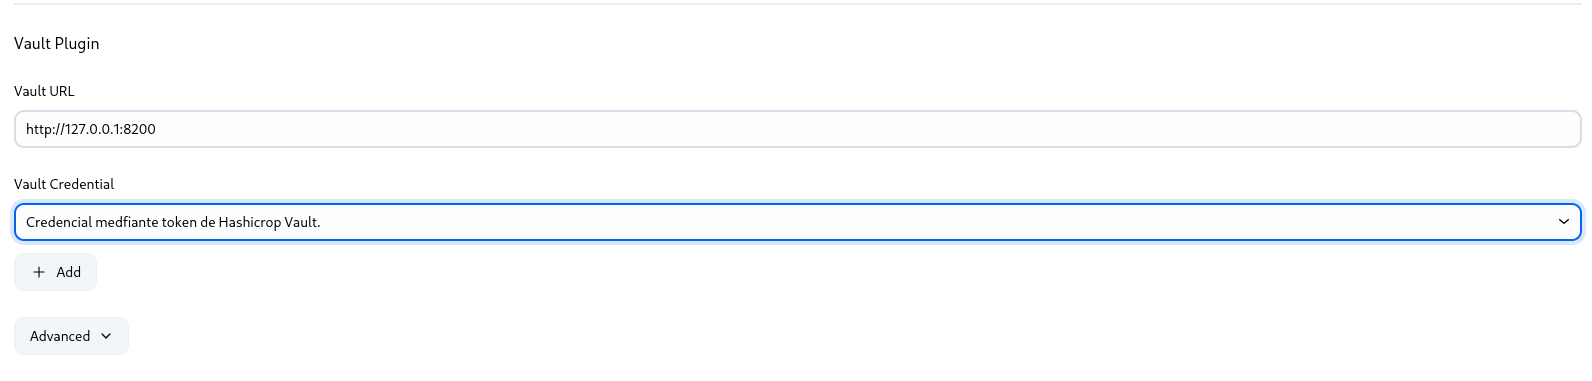 Vault Plugin
Vault URL
http://127.0.0.1:8200
Vault Credential
Credencial medfiante token de Hashicrop Vault.
+ Add
Advanced